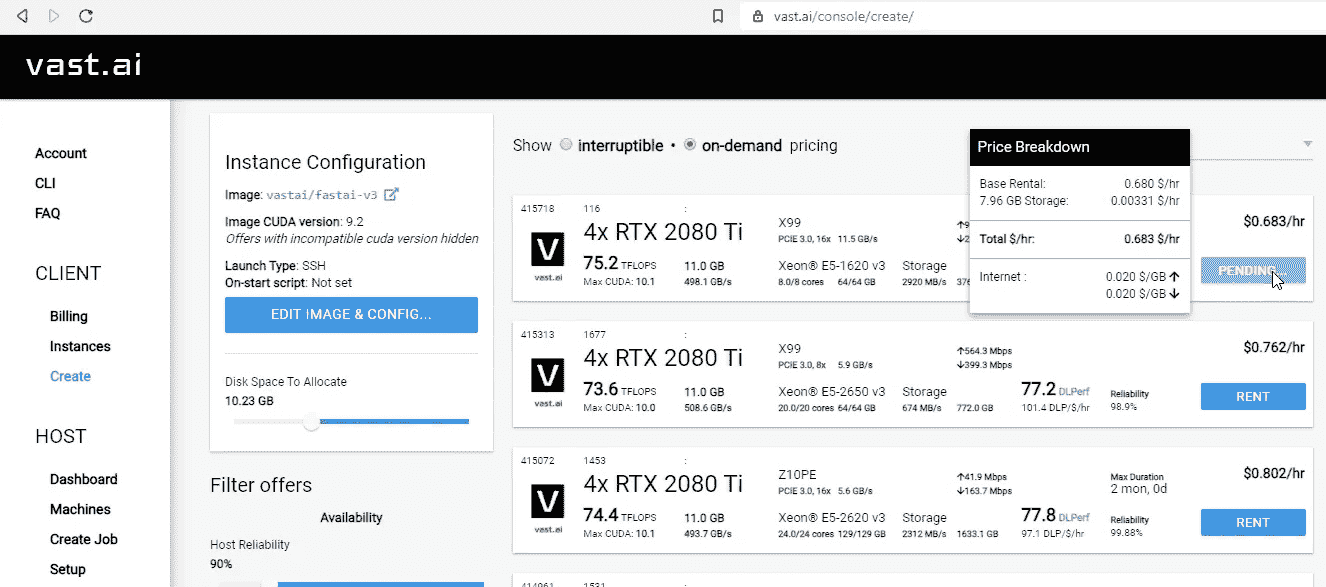 vast.ai/console/create/
vast.ai
Account
CLI
FAQ
CLIENT
Billing
Instances
Create
HOST
Dashboard
Machines
Create Job
Setup
Instance Configuration
Image: vastai/fastai-v3
Image CUDA version: 9.2
Offers with incompatible cuda version hidden
Launch Type: SSH
On-start script: Not set
EDIT IMAGE & CONFIG...
Disk Space To Allocate
10.23 GB
Filter offers
Availability
Host Reliability
90%
Show interruptible • on-demand pricing
Price Breakdown
Base Rental: 0.680 $/hr
7.96 GB Storage: 0.00331 $/hr
Total $/hr: 0.683 $/hr
Internet : 0.020 $/GB ↑
0.020 $/GB ↓
415718 116 :
4x RTX 2080 Ti X99 $0.683/hr
PCIE 3.0, 16x 11.5 GB/s
vast.ai
75.2 TFLOPS 11.0 GB Xeon® E5-1620 v3 Storage PENDING
Max CUDA: 10.1 498.1 GB/s 8.0/8 cores 64/64 GB 2920 MB/s
415313 1677 :
4x RTX 2080 Ti X99 ↑564.3 Mbps $0.762/hr
PCIE 3.0, 8x 5.9 GB/s ↓399.3 Mbps
vast.ai
73.6 TFLOPS 11.0 GB Xeon® E5-2650 v3 Storage 77.2 DLPerf Reliability RENT
Max CUDA: 10.0 508.6 GB/s 20.0/20 cores 64/64 GB 674 MB/s 772.0 GB 101.4 DLP/$/hr 98.9%
415072 1453 :
4x RTX 2080 Ti Z10PE ↑41.9 Mbps Max Duration $0.802/hr
PCIE 3.0, 16x 5.6 GB/s ↓163.7 Mbps 2 mon, 0d
vast.ai
74.4 TFLOPS 11.0 GB Xeon® E5-2620 v3 Storage 77.8 DLPerf Reliability RENT
Max CUDA: 10.1 493.7 GB/s 24.0/24 cores 129/129 GB 2312 MB/s 1633.1 GB 97.1 DLP/$/hr 99.88%